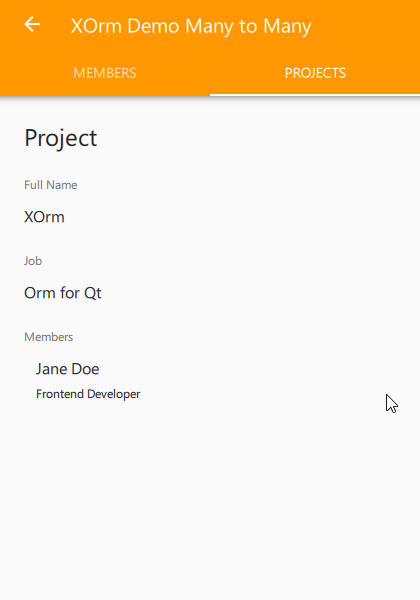 XOrm Demo Many to Many
MEMBERS
PROJECTS
Project
Full Name
XOrm
Job
Orm for Qt
Members
Jane Doe
Frontend Developer